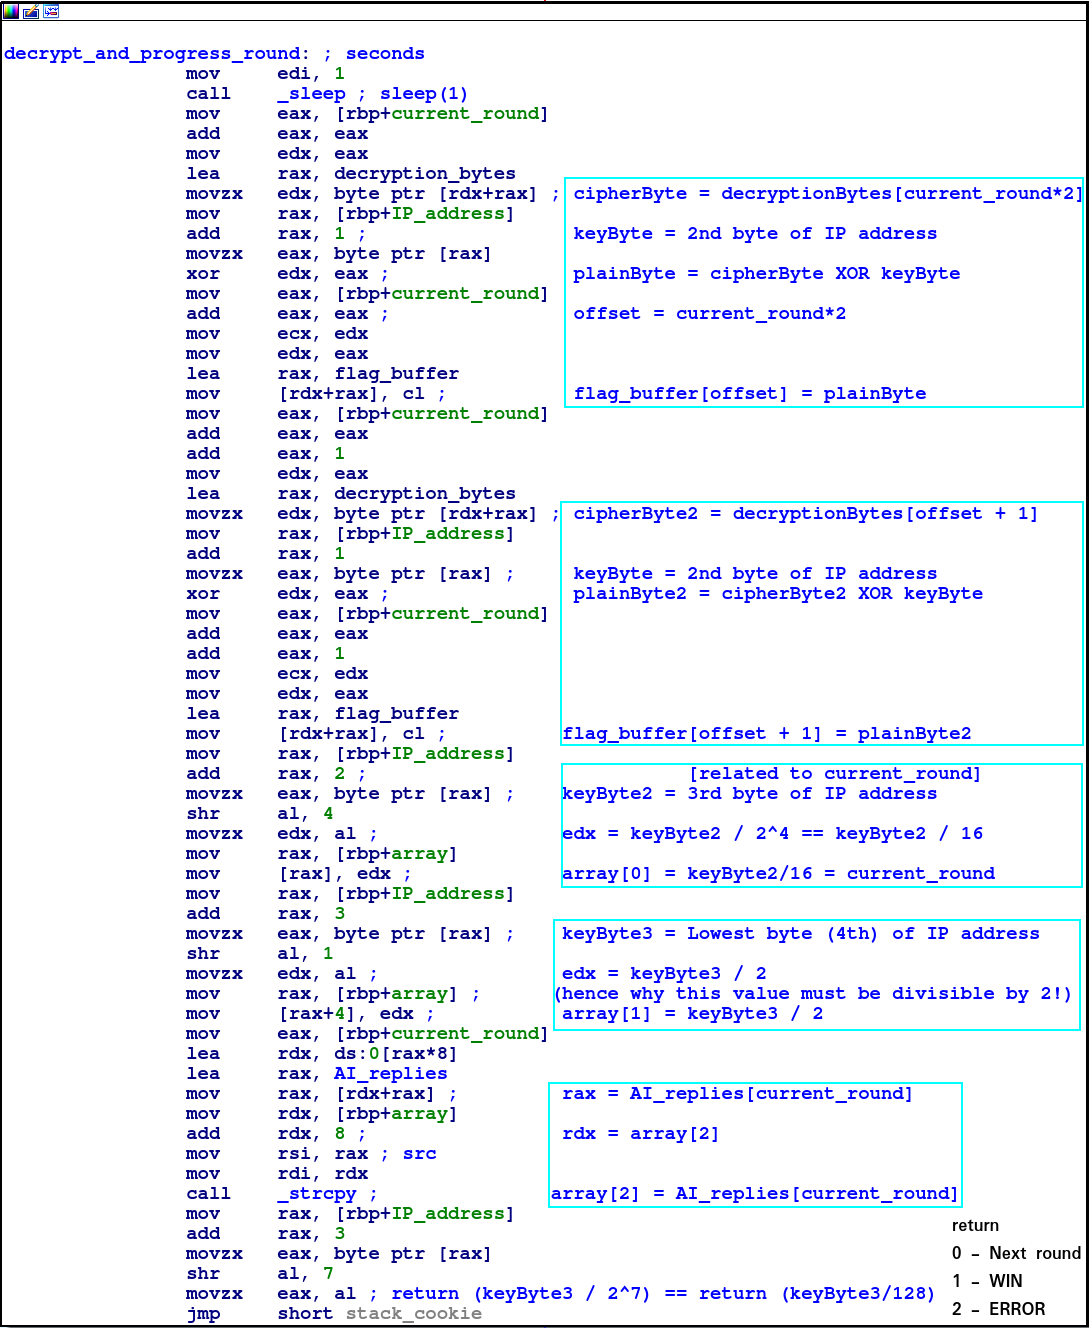 decrypt_and_progress_round: ; seconds
mov edi, 1
call _sleep ; sleep(1)
mov eax, [rbp+current_round]
add eax, eax
mov edx, eax
lea rax, decryption_bytes
movzx edx, byte ptr [rdx+rax] ; cipherByte = decryptionBytes[current_round*2]
mov rax, [rbp+IP_address]
add rax, 1 ; keyByte = 2nd byte of IP address
movzx eax, byte ptr [rax]
xor edx, eax ; plainByte = cipherByte XOR keyByte
mov eax, [rbp+current_round]
add eax, eax ; offset = current_round*2
mov ecx, edx
mov edx, eax
lea rax, flag_buffer
mov [rdx+rax], cl ; flag_buffer[offset] = plainByte
mov eax, [rbp+current_round]
add eax, eax
add eax, 1
mov edx, eax
lea rax, decryption_bytes
movzx edx, byte ptr [rdx+rax] ; cipherByte2 = decryptionBytes[offset + 1]
mov rax, [rbp+IP_address]
add rax, 1
movzx eax, byte ptr [rax] ; keyByte = 2nd byte of IP address
xor edx, eax ; plainByte2 = cipherByte2 XOR keyByte
mov eax, [rbp+current_round]
add eax, eax
add eax, 1
mov ecx, edx
mov edx, eax
lea rax, flag_buffer
mov [rdx+rax], cl ; flag_buffer[offset + 1] = plainByte2
mov rax, [rbp+IP_address]
add rax, 2 ; [related to current_round]
movzx eax, byte ptr [rax] ; keyByte2 = 3rd byte of IP address
shr al, 4
movzx edx, al ; edx = keyByte2 / 2^4 == keyByte2 / 16
mov rax, [rbp+array]
mov [rax], edx ; array[0] = keyByte2/16 = current_round
mov rax, [rbp+IP_address]
add rax, 3
movzx eax, byte ptr [rax] ; keyByte3 = Lowest byte (4th) of IP address
shr al, 1
movzx edx, al ; edx = keyByte3 / 2
mov rax, [rbp+array] ; (hence why this value must be divisible by 2!)
mov [rax+4], edx ; array[1] = keyByte3 / 2
mov eax, [rbp+current_round]
lea rdx, ds:0[rax*8]
lea rax, AI_replies
mov rax, [rdx+rax] ; rax = AI_replies[current_round]
mov rdx, [rbp+array]
add rdx, 8 ; rdx = array[2]
mov rsi, rax ; src
mov rdi, rdx
call _strcpy ; array[2] = AI_replies[current_round]
mov rax, [rbp+IP_address]
add rax, 3
movzx eax, byte ptr [rax]
shr al, 7
movzx eax, al ; return (keyByte3 / 2^7) == return (keyByte3/128)
jmp short stack_cookie
return
0 - Next round
1 - WIN
2 - ERROR